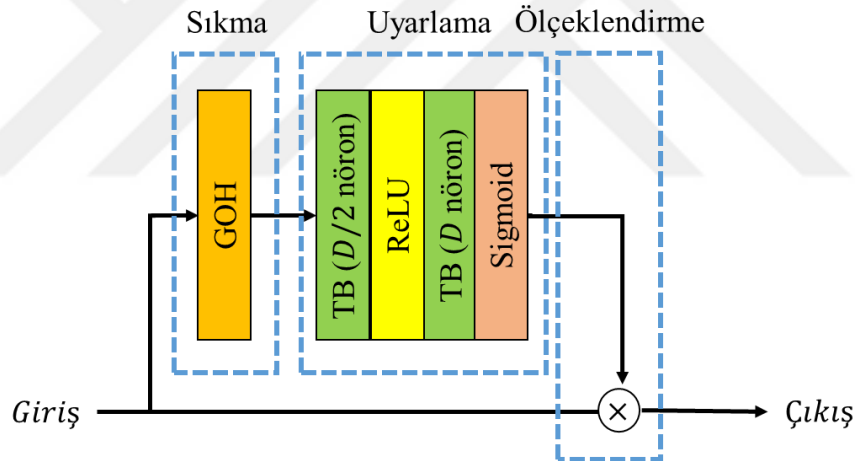 Sıkma
Uyarlama
Ölçeklendirme
GOH
TB (D/2 nöron)
ReLU
TB (D nöron)
Sigmoid
Giriş
×
Çıkış